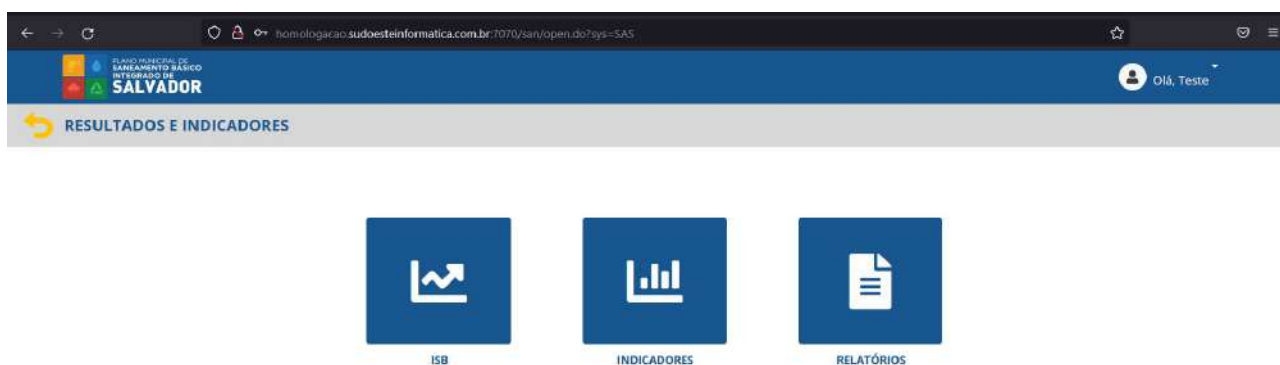 homologacao.sudoesteinformatica.com.br:7070/san/open.do?sys=SAS
PLANO MUNICIPAL DE
SANEAMENTO BÁSICO
INTEGRADO DE
SALVADOR
Olá, Teste
RESULTADOS E INDICADORES
ISB
INDICADORES
RELATÓRIOS